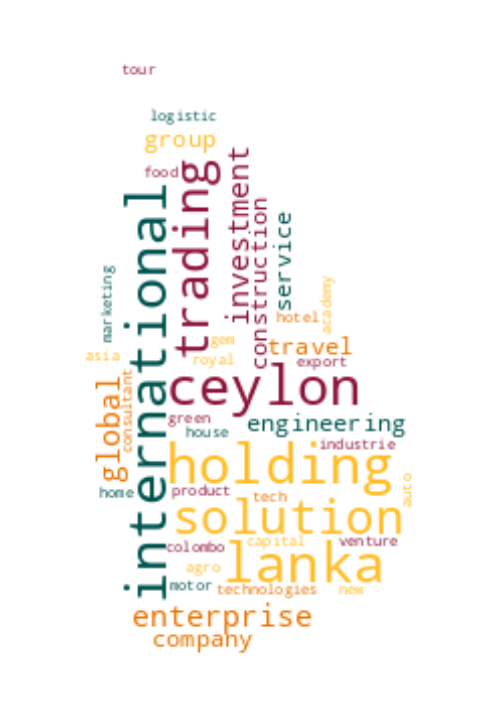 tour
logistic
group
food
trading
international
investment
construction
service
marketing
hotel
academy
gem
travel
asia
royal
export
ceylon
global
consultant
green
house
engineering
industrie
holding
home
product
tech
auto
solution
colombo
capital
venture
lanka
agro
motor
technologies
new
enterprise
company